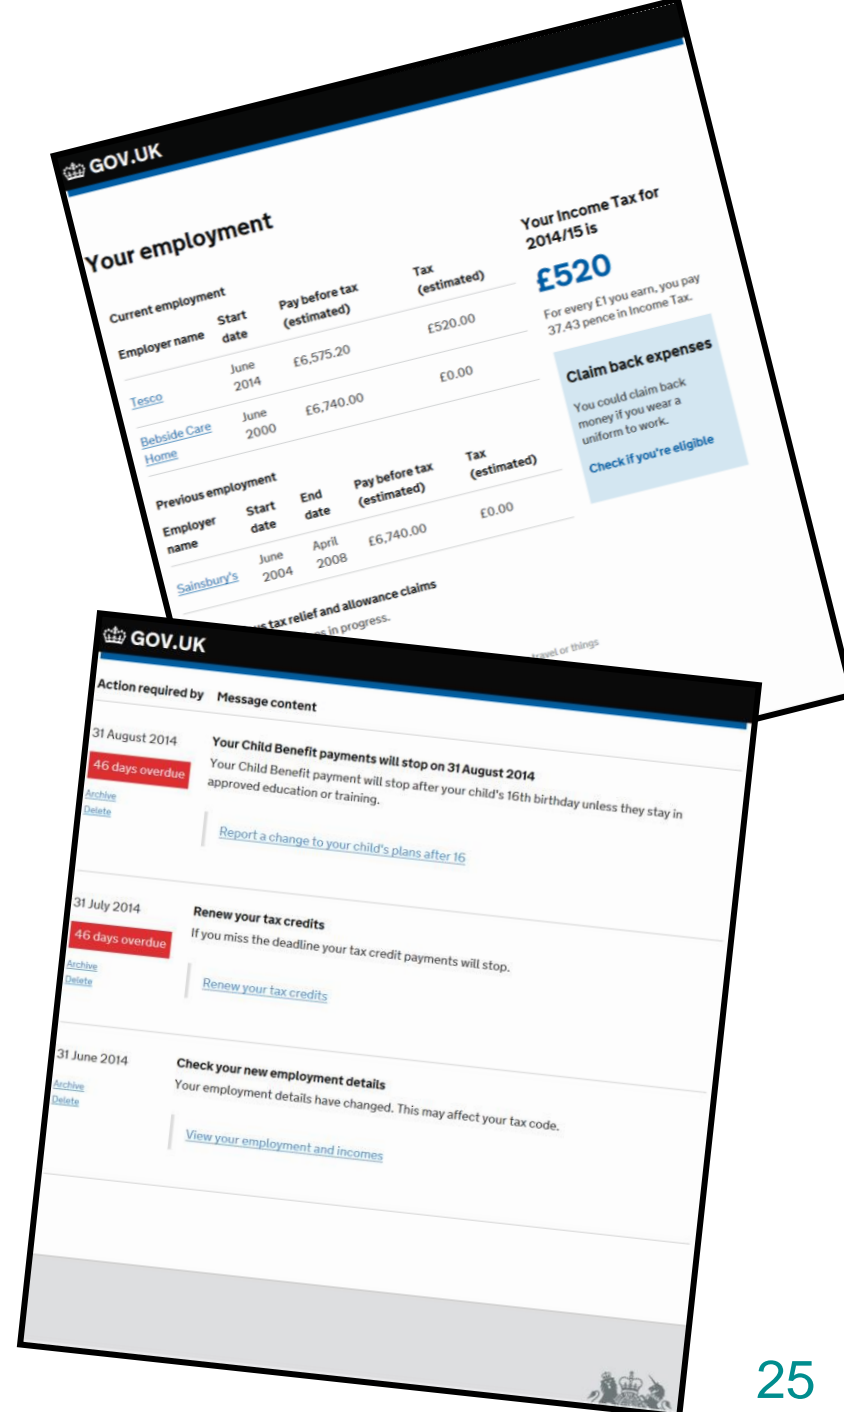 GOV.UK
Your employment
Current employment
Employer name Start date Pay before tax (estimated) Tax (estimated)
Tesco June 2014 £6,575.20 £520.00
Bebside Care Home June 2000 £6,740.00 £0.00
Previous employment
Employer name Start date End date Pay before tax (estimated) Tax (estimated)
Sainsbury's June 2004 April 2008 £6,740.00 £0.00
tax relief and allowance claims
in progress.
travel or things
Your Income Tax for
2014/15 is
£520
For every £1 you earn, you pay
37.43 pence in Income Tax.
Claim back expenses
You could claim back
money if you wear a
uniform to work.
Check if you're eligible
GOV.UK
Action required by Message content
31 August 2014
46 days overdue
Archive
Delete
Your Child Benefit payments will stop on 31 August 2014
Your Child Benefit payment will stop after your child's 16th birthday unless they stay in
approved education or training.
Report a change to your child's plans after 16
31 July 2014
46 days overdue
Archive
Delete
Renew your tax credits
If you miss the deadline your tax credit payments will stop.
Renew your tax credits
31 June 2014
Archive
Delete
Check your new employment details
Your employment details have changed. This may affect your tax code.
View your employment and incomes
25